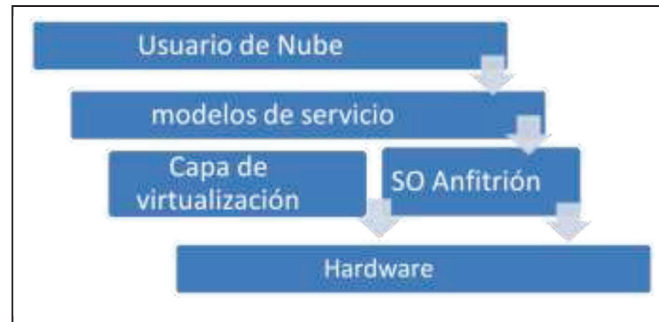 Usuario de Nube
modelos de servicio
Capa de
virtualización
SO Anfitrión
Hardware